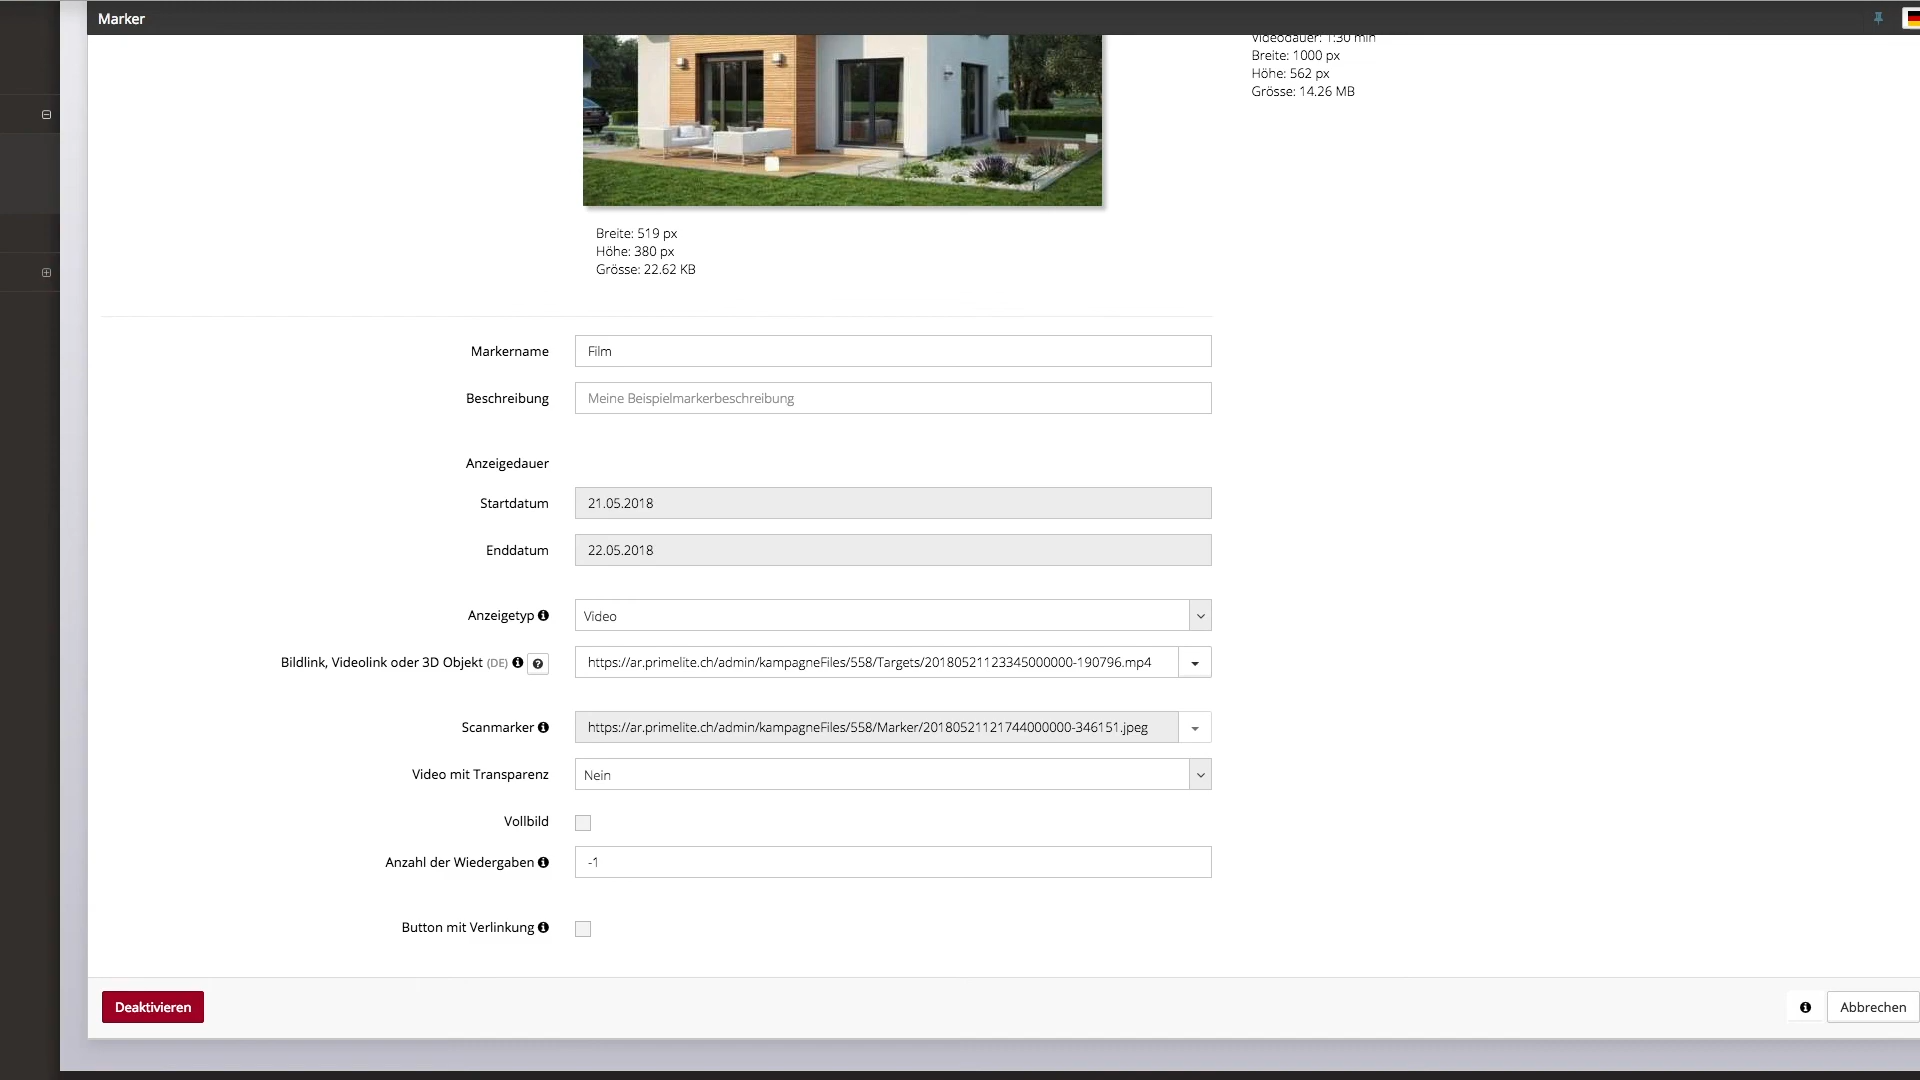 Marker
Videodauer: 1:30 min
Breite: 1000 px
Höhe: 562 px
Grösse: 14.26 MB
Breite: 519 px
Höhe: 380 px
Grösse: 22.62 KB
Markername Film
Beschreibung Meine Beispielmarkerbeschreibung
Anzeigedauer
Startdatum 21.05.2018
Enddatum 22.05.2018
Anzeigetyp Video
Bildlink, Videolink oder 3D Objekt (DE) https://ar.primelite.ch/admin/kampagneFiles/558/Targets/20180521123345000000-190796.mp4
Scanmarker https://ar.primelite.ch/admin/kampagneFiles/558/Marker/20180521121744000000-346151.jpeg
Video mit Transparenz Nein
Vollbild
Anzahl der Wiedergaben -1
Button mit Verlinkung
Deaktivieren Abbrechen